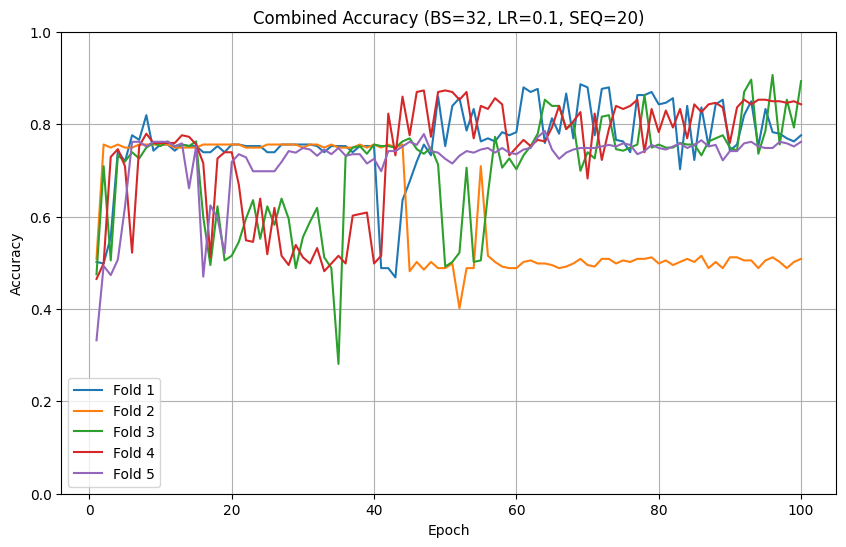 Combined Accuracy (BS=32, LR=0.1, SEQ=20)
1.0
0.8
0.6
0.4
0.2
0.0
Accuracy
Fold 1
Fold 2
Fold 3
Fold 4
Fold 5
0 20 40 60 80 100
Epoch